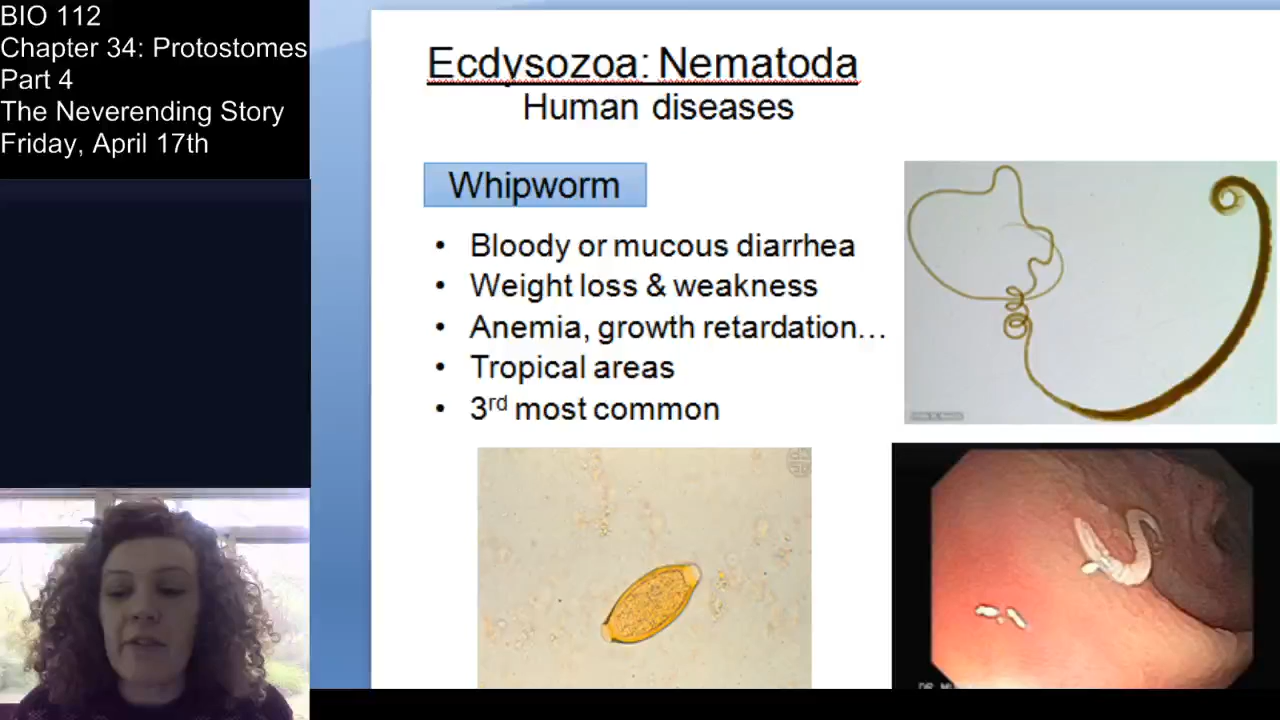 BIO 112
Chapter 34: Protostomes
Part 4
The Neverending Story
Friday, April 17th
Ecdysozoa: Nematoda
Human diseases
Whipworm
• Bloody or mucous diarrhea
• Weight loss & weakness
• Anemia, growth retardation…
• Tropical areas
• 3rd most common